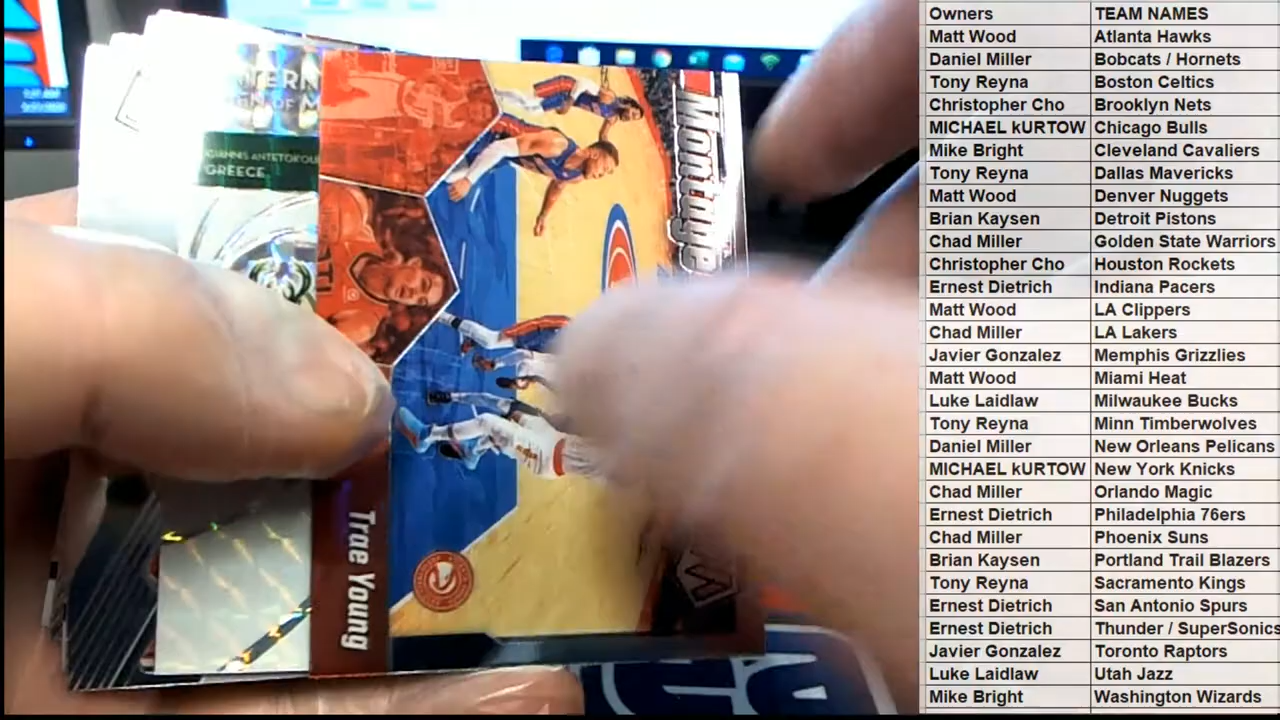 TERN
EN OF M
GIANNIS ANTETOKOU
GREECE
Montage
Trae Young
Owners TEAM NAMES
Matt Wood Atlanta Hawks
Daniel Miller Bobcats / Hornets
Tony Reyna Boston Celtics
Christopher Cho Brooklyn Nets
MICHAEL kURTOW Chicago Bulls
Mike Bright Cleveland Cavaliers
Tony Reyna Dallas Mavericks
Matt Wood Denver Nuggets
Brian Kaysen Detroit Pistons
Chad Miller Golden State Warriors
Christopher Cho Houston Rockets
Ernest Dietrich Indiana Pacers
Matt Wood LA Clippers
Chad Miller LA Lakers
Javier Gonzalez Memphis Grizzlies
Matt Wood Miami Heat
Luke Laidlaw Milwaukee Bucks
Tony Reyna Minn Timberwolves
Daniel Miller New Orleans Pelicans
MICHAEL kURTOW New York Knicks
Chad Miller Orlando Magic
Ernest Dietrich Philadelphia 76ers
Chad Miller Phoenix Suns
Brian Kaysen Portland Trail Blazers
Tony Reyna Sacramento Kings
Ernest Dietrich San Antonio Spurs
Ernest Dietrich Thunder / SuperSonics
Javier Gonzalez Toronto Raptors
Luke Laidlaw Utah Jazz
Mike Bright Washington Wizards